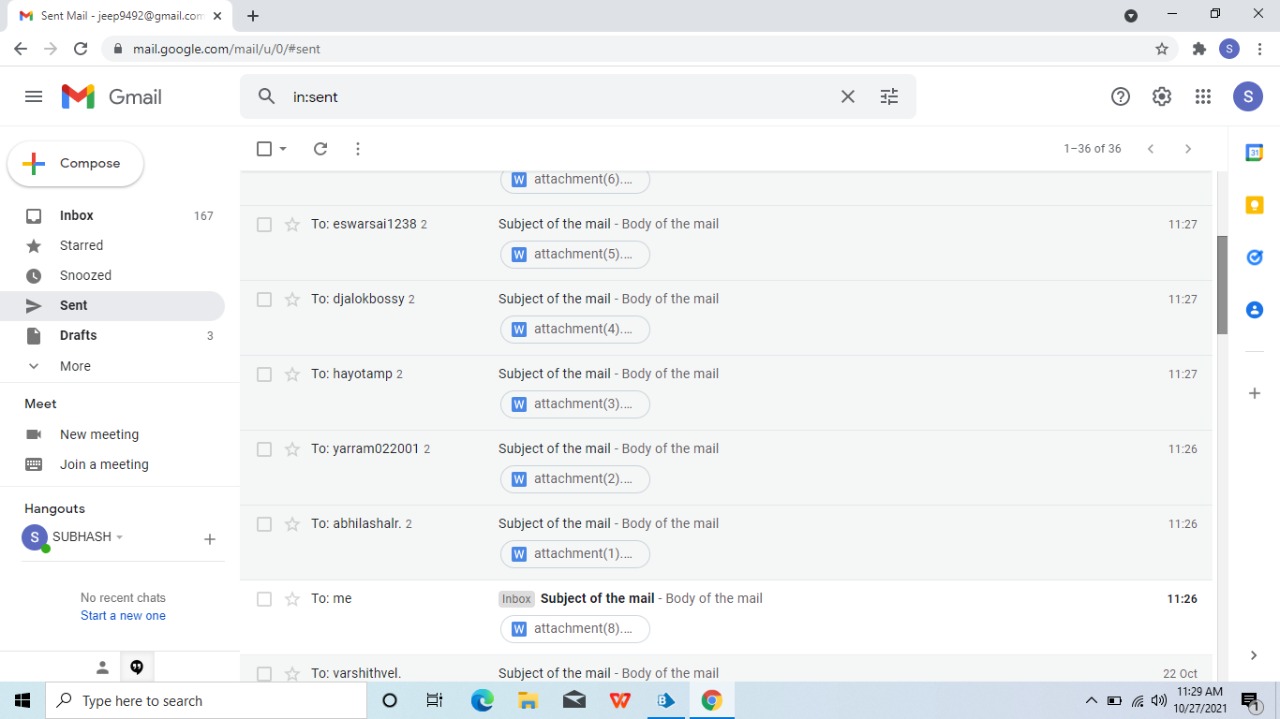 Sent Mail - jeep9492@gmail.com
mail.google.com/mail/u/0/#sent
S
Gmail
in:sent
S
Compose
1–36 of 36
31
Inbox 167
Starred
Snoozed
Sent
Drafts 3
More
Meet
New meeting
Join a meeting
Hangouts
S SUBHASH
No recent chats
Start a new one
W attachment(6)....
To: eswarsai1238 2 Subject of the mail - Body of the mail 11:27
W attachment(5)....
To: djalokbossy 2 Subject of the mail - Body of the mail 11:27
W attachment(4)....
To: hayotamp 2 Subject of the mail - Body of the mail 11:27
W attachment(3)....
To: yarram022001 2 Subject of the mail - Body of the mail 11:26
W attachment(2)....
To: abhilashalr. 2 Subject of the mail - Body of the mail 11:26
W attachment(1)....
To: me Inbox Subject of the mail - Body of the mail 11:26
W attachment(8)....
To: varshithvel. Subject of the mail - Body of the mail 22 Oct
Type here to search
11:29 AM
10/27/2021
1